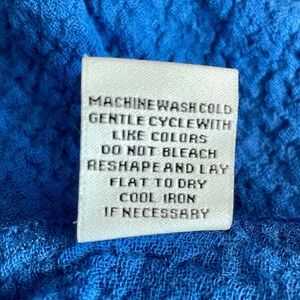 MACHINE WASH COLD
GENTLE CYCLE WITH
LIKE COLORS
DO NOT BLEACH
RESHAPE AND LAY
FLAT TO DRY
COOL IRON
IF NECESSARY